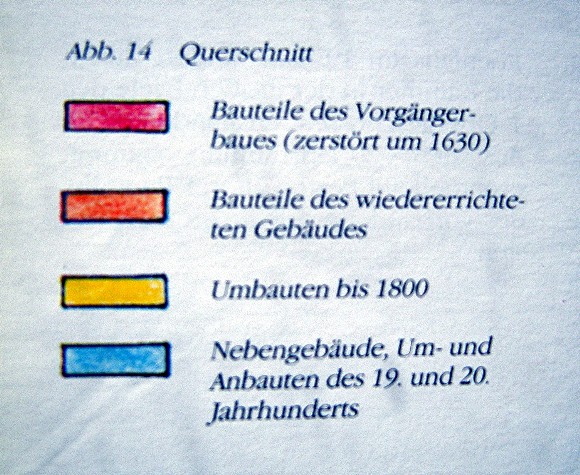 Abb. 14 Querschnitt
Bauteile des Vorgänger-
baues (zerstört um 1630)
Bauteile des wiedererrichte-
ten Gebäudes
Umbauten bis 1800
Nebengebäude, Um- und
Anbauten des 19. und 20.
Jahrhunderts